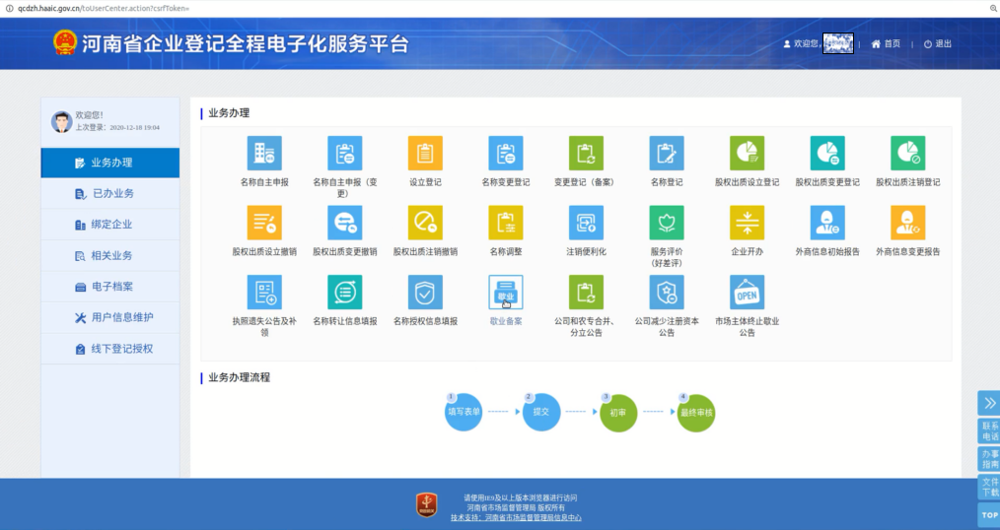 qcdzh.haaic.gov.cn/toUserCenter.action?csrfToken=
河南省企业登记全程电子化服务平台
欢迎您, | 首页 | 退出
欢迎您!
上次登录：2020-12-18 19:04
业务办理
已办业务
绑定企业
相关业务
电子档案
用户信息维护
线下登记授权
业务办理
名称自主申报
名称自主申报（变
更）
设立登记
名称变更登记
变更登记（备案）
名称登记
股权出质设立登记
股权出质变更登记
股权出质注销登记
股权出质设立撤销
股权出质变更撤销
股权出质注销撤销
名称调整
注销便利化
服务评价
（好差评）
企业开办
外商信息初始报告
外商信息变更报告
执照遗失公告及补
领
名称转让信息填报
名称授权信息填报
歇业
歇业备案
公司和农专合并、
分立公告
公司减少注册资本
公告
OPEN
市场主体终止歇业
公告
业务办理流程
1
填写表单
2
提交
3
初审
4
最终审核
联系
电话
办事
指南
文件
下载
TOP
请使用IE9及以上版本浏览器进行访问
河南省市场监督管理局 版权所有
技术支持：河南省市场监督管理局信息中心